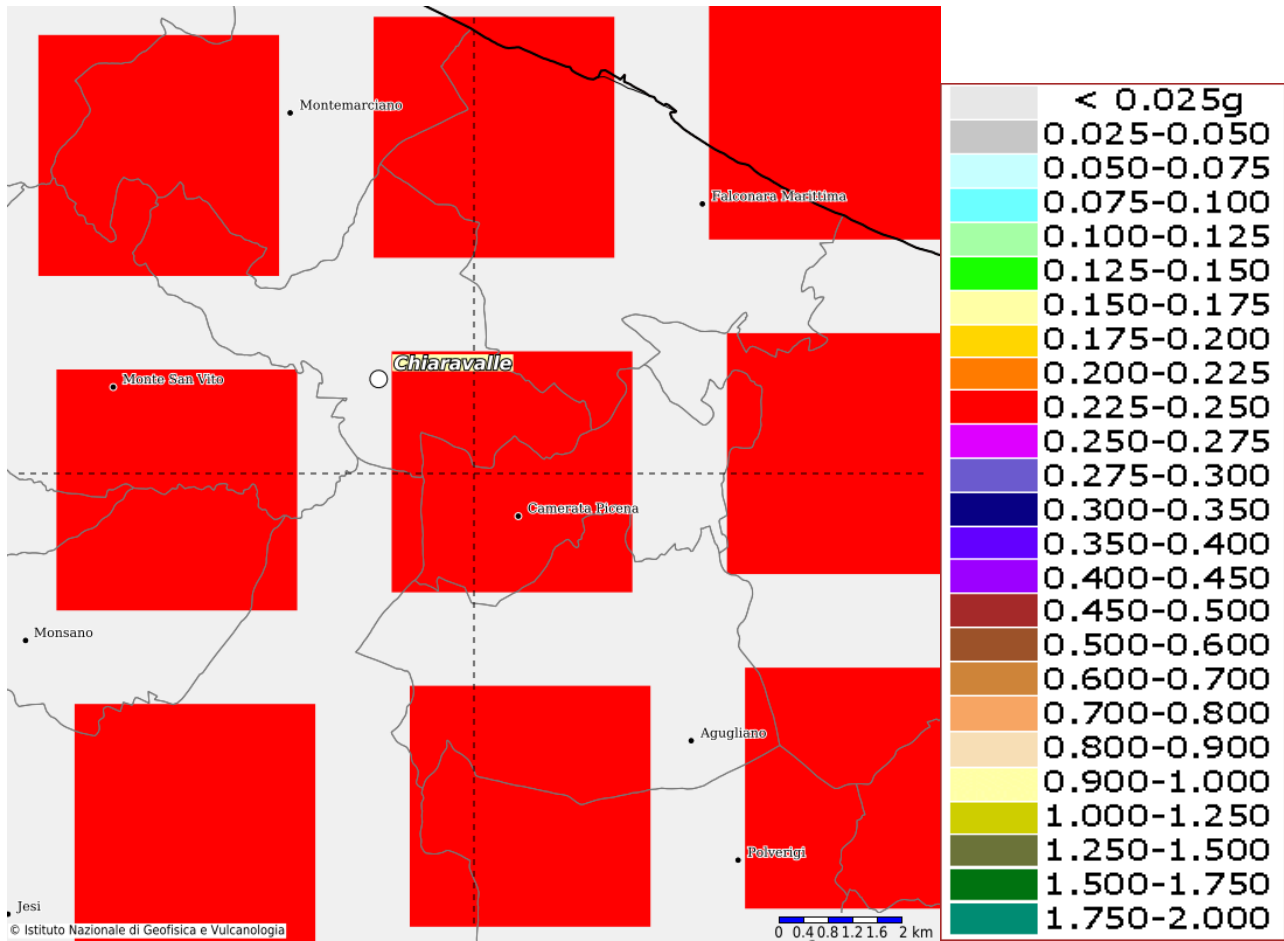 Montemarciano
Falconara Marittima
Chiaravalle
Monte San Vito
Camerata Picena
Monsano
Agugliano
Polverigi
Jesi
© Istituto Nazionale di Geofisica e Vulcanologia
0 0.4 0.8 1.2 1.6 2 km
< 0.025g
0.025-0.050
0.050-0.075
0.075-0.100
0.100-0.125
0.125-0.150
0.150-0.175
0.175-0.200
0.200-0.225
0.225-0.250
0.250-0.275
0.275-0.300
0.300-0.350
0.350-0.400
0.400-0.450
0.450-0.500
0.500-0.600
0.600-0.700
0.700-0.800
0.800-0.900
0.900-1.000
1.000-1.250
1.250-1.500
1.500-1.750
1.750-2.000